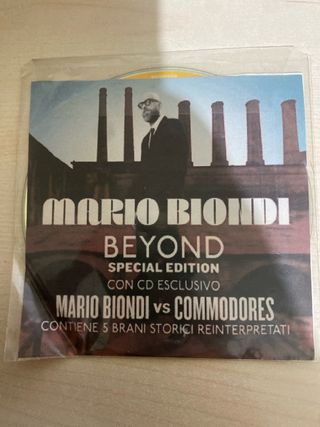 MARIO BIONDI
BEYOND
SPECIAL EDITION
CON CD ESCLUSIVO
MARIO BIONDI vs COMMODORES
CONTIENE 5 BRANI STORICI REINTERPRETATI